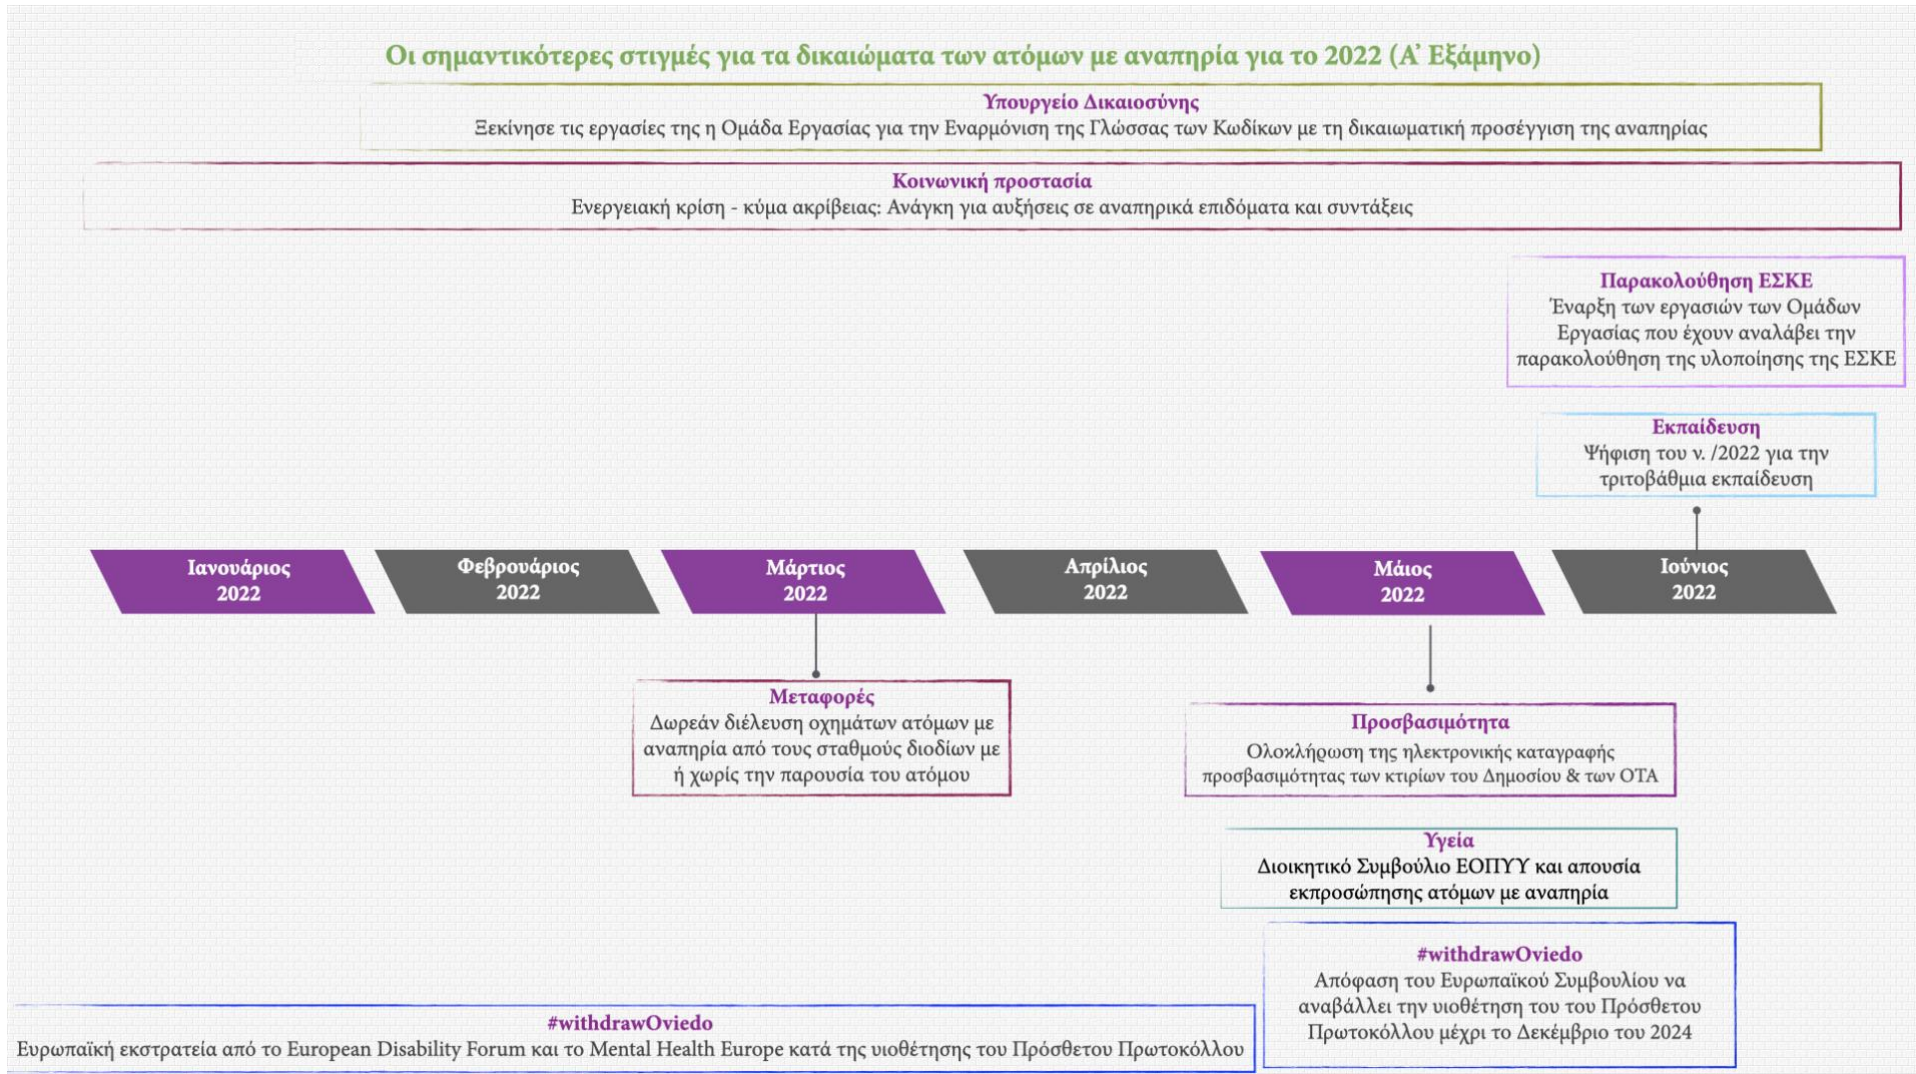 Οι σημαντικότερες στιγμές για τα δικαιώματα των ατόμων με αναπηρία για το 2022 (Α’ Εξάμηνο)
Υπουργείο Δικαιοσύνης
Ξεκίνησε τις εργασίες της η Ομάδα Εργασίας για την Εναρμόνιση της Γλώσσας των Κωδίκων με τη δικαιωματική προσέγγιση της αναπηρίας
Κοινωνική προστασία
Ενεργειακή κρίση - κύμα ακρίβειας: Ανάγκη για αυξήσεις σε αναπηρικά επιδόματα και συντάξεις
Παρακολούθηση ΕΣΚΕ
Έναρξη των εργασιών των Ομάδων
Εργασίας που έχουν αναλάβει την
παρακολούθηση της υλοποίησης της ΕΣΚΕ
Εκπαίδευση
Ψήφιση του ν. /2022 για την
τριτοβάθμια εκπαίδευση
Ιανουάριος
2022
Φεβρουάριος
2022
Μάρτιος
2022
Απρίλιος
2022
Μάιος
2022
Ιούνιος
2022
Μεταφορές
Δωρεάν διέλευση οχημάτων ατόμων με
αναπηρία από τους σταθμούς διοδίων με
ή χωρίς την παρουσία του ατόμου
Προσβασιμότητα
Ολοκλήρωση της ηλεκτρονικής καταγραφής
προσβασιμότητας των κτιρίων του Δημοσίου & των ΟΤΑ
Υγεία
Διοικητικό Συμβούλιο ΕΟΠΥΥ και απουσία
εκπροσώπησης ατόμων με αναπηρία
#withdrawOviedo
Απόφαση του Ευρωπαϊκού Συμβουλίου να
αναβάλλει την υιοθέτηση του του Πρόσθετου
Πρωτοκόλλου μέχρι το Δεκέμβριο του 2024
#withdrawOviedo
Ευρωπαϊκή εκστρατεία από το European Disability Forum και το Mental Health Europe κατά της υιοθέτησης του Πρόσθετου Πρωτοκόλλου